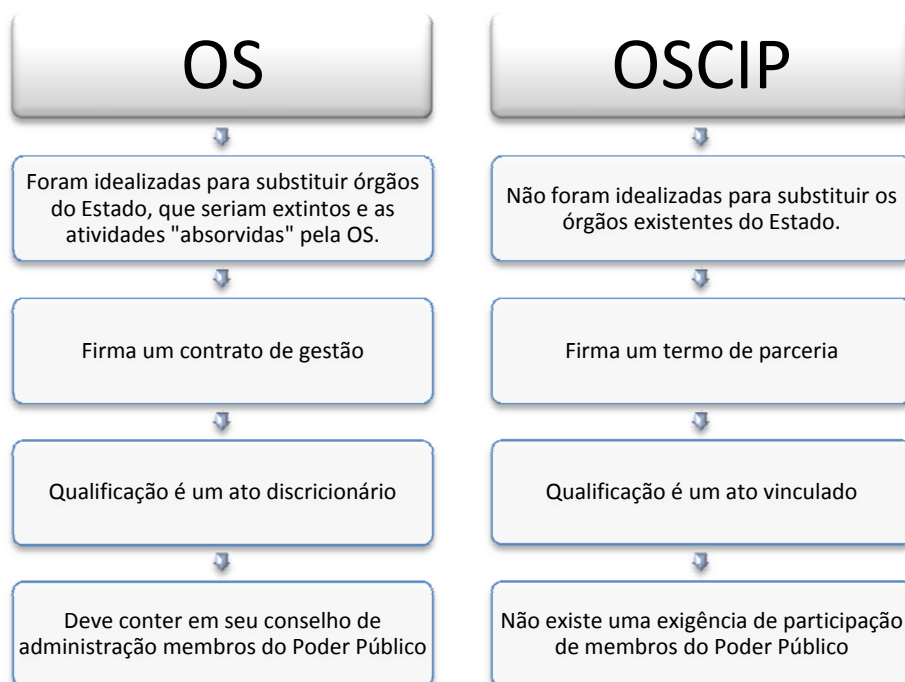 OS
Foram idealizadas para substituir órgãos
do Estado, que seriam extintos e as
atividades "absorvidas" pela OS.
Firma um contrato de gestão
Qualificação é um ato discricionário
Deve conter em seu conselho de
administração membros do Poder Público
OSCIP
Não foram idealizadas para substituir os
órgãos existentes do Estado.
Firma um termo de parceria
Qualificação é um ato vinculado
Não existe uma exigência de participação
de membros do Poder Público